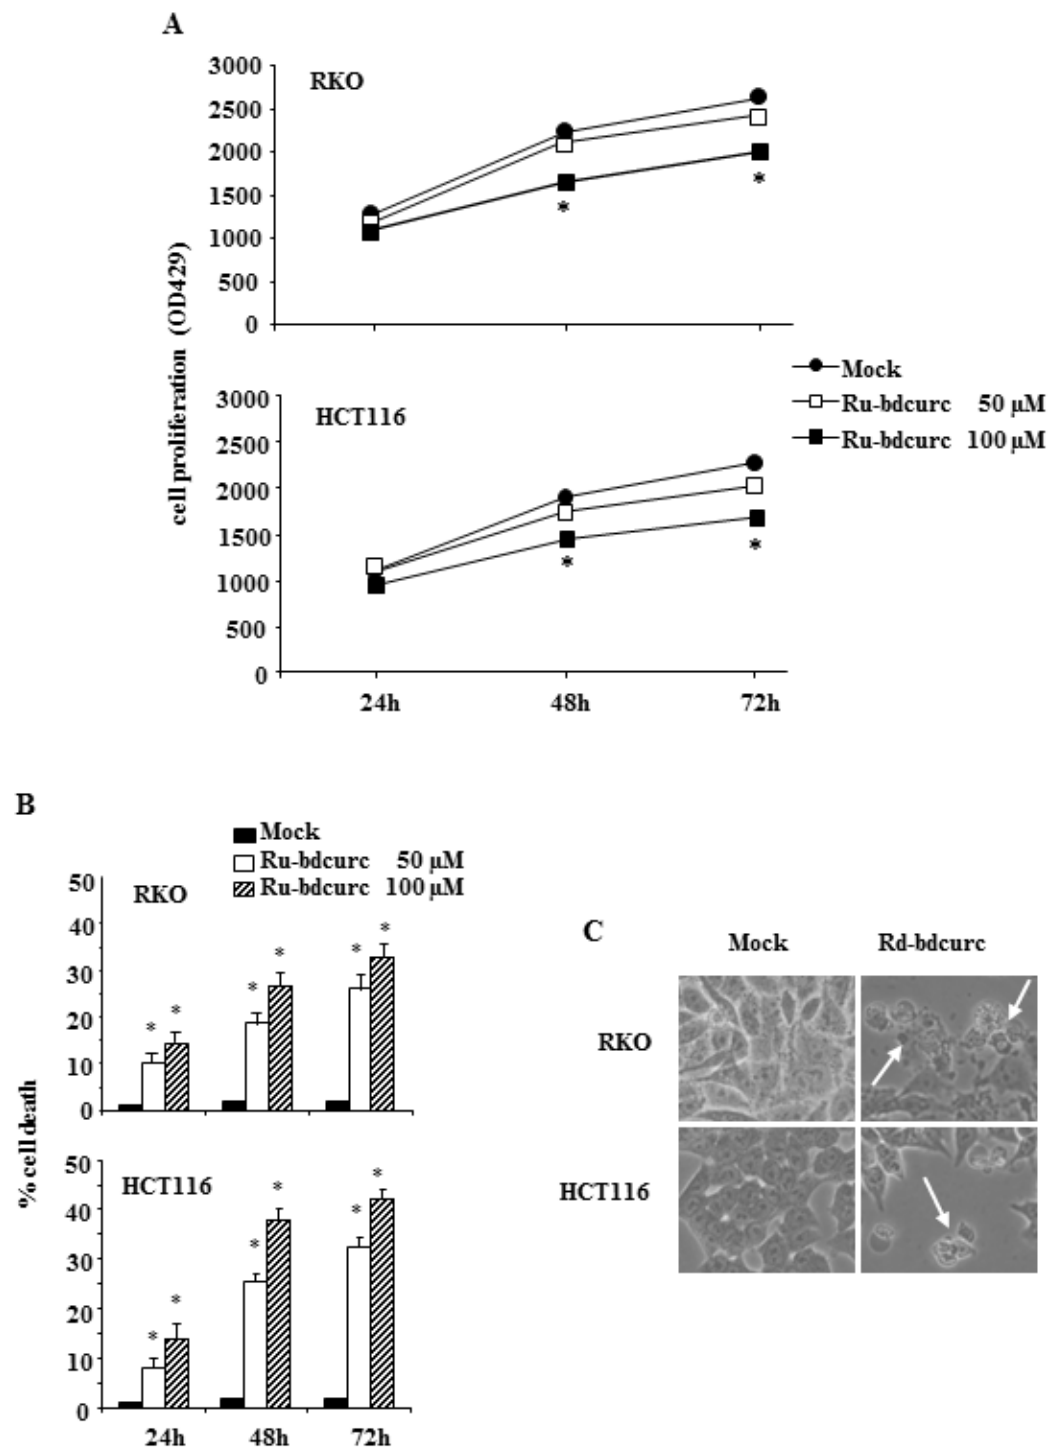 A
3000
RKO
2500
2000
1500
*
*
1000
500
0
cell proliferation (OD429)
Mock
Ru-bdcurc 50 µM
Ru-bdcurc 100 µM
3000
HCT116
2500
2000
1500
*
*
1000
500
0
24h
48h
72h
B
Mock
Ru-bdcurc 50 µM
Ru-bdcurc 100 µM
50
RKO
40
* *
* *
* *
30
20
10
0
% cell death
50
HCT116
40
* *
* *
* *
30
20
10
0
24h
48h
72h
C
Mock
Rd-bdcurc
RKO
HCT116